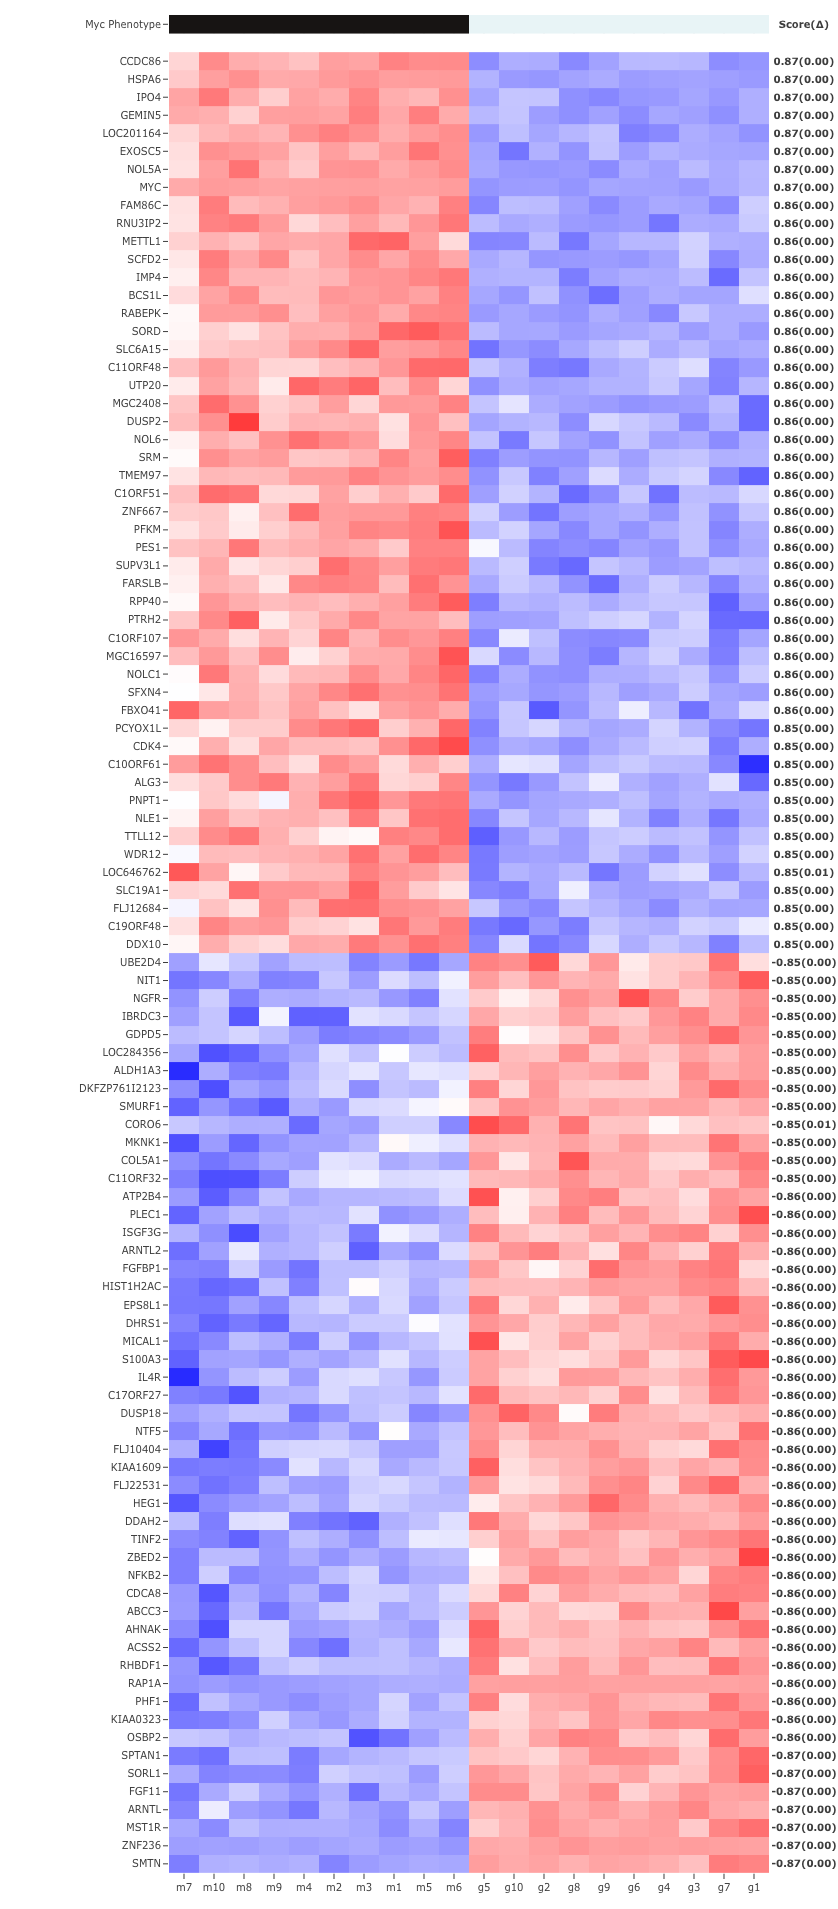 Myc Phenotype Score(Δ)
CCDC86 0.87(0.00)
HSPA6 0.87(0.00)
IPO4 0.87(0.00)
GEMIN5 0.87(0.00)
LOC201164 0.87(0.00)
EXOSC5 0.87(0.00)
NOL5A 0.87(0.00)
MYC 0.87(0.00)
FAM86C 0.86(0.00)
RNU3IP2 0.86(0.00)
METTL1 0.86(0.00)
SCFD2 0.86(0.00)
IMP4 0.86(0.00)
BCS1L 0.86(0.00)
RABEPK 0.86(0.00)
SORD 0.86(0.00)
SLC6A15 0.86(0.00)
C11ORF48 0.86(0.00)
UTP20 0.86(0.00)
MGC2408 0.86(0.00)
DUSP2 0.86(0.00)
NOL6 0.86(0.00)
SRM 0.86(0.00)
TMEM97 0.86(0.00)
C1ORF51 0.86(0.00)
ZNF667 0.86(0.00)
PFKM 0.86(0.00)
PES1 0.86(0.00)
SUPV3L1 0.86(0.00)
FARSLB 0.86(0.00)
RPP40 0.86(0.00)
PTRH2 0.86(0.00)
C1ORF107 0.86(0.00)
MGC16597 0.86(0.00)
NOLC1 0.86(0.00)
SFXN4 0.86(0.00)
FBXO41 0.86(0.00)
PCYOX1L 0.85(0.00)
CDK4 0.85(0.00)
C10ORF61 0.85(0.00)
ALG3 0.85(0.00)
PNPT1 0.85(0.00)
NLE1 0.85(0.00)
TTLL12 0.85(0.00)
WDR12 0.85(0.00)
LOC646762 0.85(0.01)
SLC19A1 0.85(0.00)
FLJ12684 0.85(0.00)
C19ORF48 0.85(0.00)
DDX10 0.85(0.00)
UBE2D4 -0.85(0.00)
NIT1 -0.85(0.00)
NGFR -0.85(0.00)
IBRDC3 -0.85(0.00)
GDPD5 -0.85(0.00)
LOC284356 -0.85(0.00)
ALDH1A3 -0.85(0.00)
DKFZP761I2123 -0.85(0.00)
SMURF1 -0.85(0.00)
CORO6 -0.85(0.01)
MKNK1 -0.85(0.00)
COL5A1 -0.85(0.00)
C11ORF32 -0.85(0.00)
ATP2B4 -0.86(0.00)
PLEC1 -0.86(0.00)
ISGF3G -0.86(0.00)
ARNTL2 -0.86(0.00)
FGFBP1 -0.86(0.00)
HIST1H2AC -0.86(0.00)
EPS8L1 -0.86(0.00)
DHRS1 -0.86(0.00)
MICAL1 -0.86(0.00)
S100A3 -0.86(0.00)
IL4R -0.86(0.00)
C17ORF27 -0.86(0.00)
DUSP18 -0.86(0.00)
NTF5 -0.86(0.00)
FLJ10404 -0.86(0.00)
KIAA1609 -0.86(0.00)
FLJ22531 -0.86(0.00)
HEG1 -0.86(0.00)
DDAH2 -0.86(0.00)
TINF2 -0.86(0.00)
ZBED2 -0.86(0.00)
NFKB2 -0.86(0.00)
CDCA8 -0.86(0.00)
ABCC3 -0.86(0.00)
AHNAK -0.86(0.00)
ACSS2 -0.86(0.00)
RHBDF1 -0.86(0.00)
RAP1A -0.86(0.00)
PHF1 -0.86(0.00)
KIAA0323 -0.86(0.00)
OSBP2 -0.86(0.00)
SPTAN1 -0.87(0.00)
SORL1 -0.87(0.00)
FGF11 -0.87(0.00)
ARNTL -0.87(0.00)
MST1R -0.87(0.00)
ZNF236 -0.87(0.00)
SMTN -0.87(0.00)
m7 m10 m8 m9 m4 m2 m3 m1 m5 m6 g5 g10 g2 g8 g9 g6 g4 g3 g7 g1